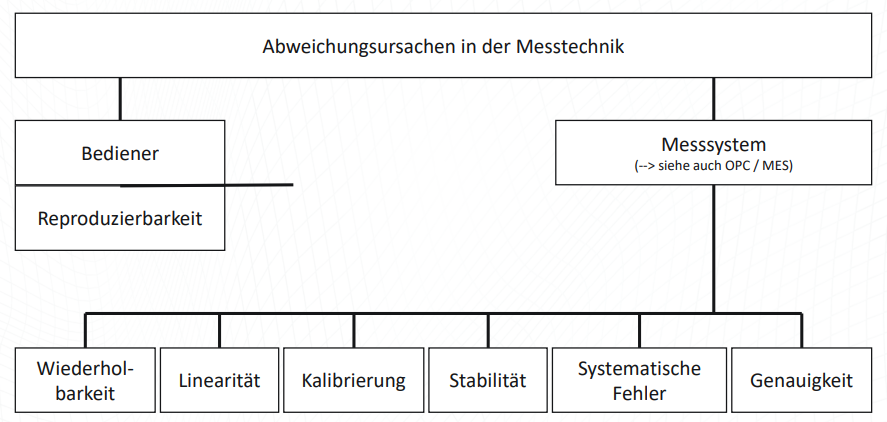 Abweichungsursachen in der Messtechnik
Bediener
Messsystem
(--> siehe auch OPC / MES)
Reproduzierbarkeit
Wiederhol-
barkeit
Linearität
Kalibrierung
Stabilität
Systematische
Fehler
Genauigkeit